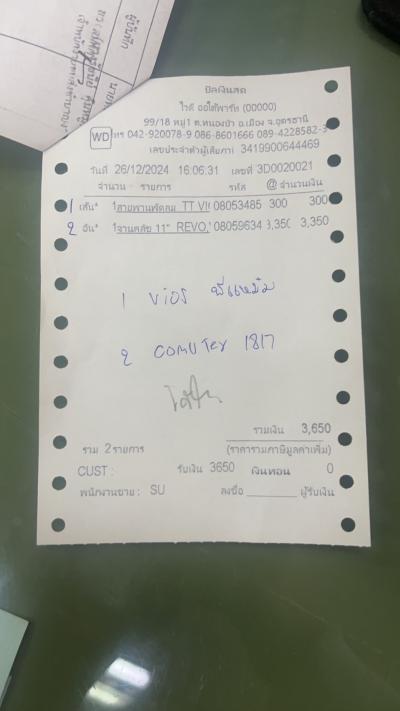 ผู้บันทึก
บิลเงินสด
ไวดี ออโต้พาร์ท (00000)
99/18 หมู่1 ต.หนองบัว อ.เมือง จ.อุดรธานี
WD โทร 042-920078-9 086-8601666 089-4228582-3
เลขประจำตัวผู้เสียภาษี 3419900644469
วันที่ 26/12/2024 16:06:31 เลขที่ 3D0020021
จำนวน รายการ รหัส @ จำนวนเงิน
1 เส้น* 1สายพานพัดลม TT VI 08053485 300 300
2 อัน* 1จานคลัช 11" REVO, 08059634 3,350 3,350
1 VIOS
2 COMUTER 1817
รวมเงิน 3,650
รวม 2รายการ (ราคารวมภาษีมูลค่าเพิ่ม)
CUST : รับเงิน 3650 เงินทอน 0
พนักงานขาย : SU ลงชื่อ ________ ผู้รับเงิน